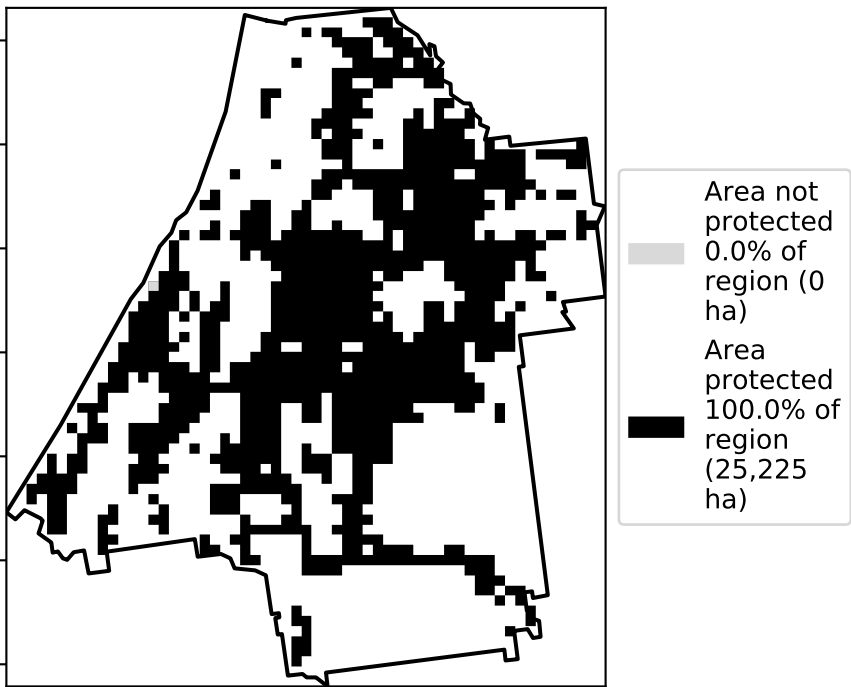 Area not
protected
0.0% of
region (0
ha)
Area
protected
100.0% of
region
(25,225
ha)